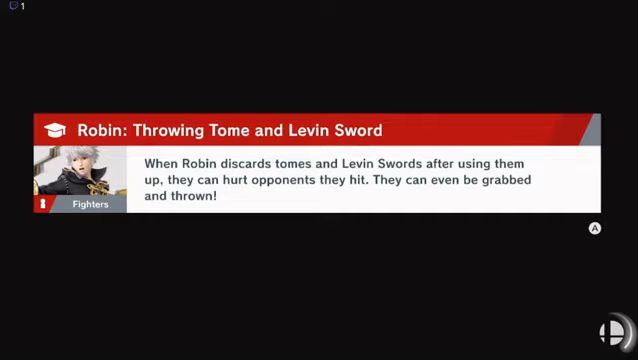 1
Robin: Throwing Tome and Levin Sword
When Robin discards tomes and Levin Swords after using them
up, they can hurt opponents they hit. They can even be grabbed
and thrown!
Fighters
A